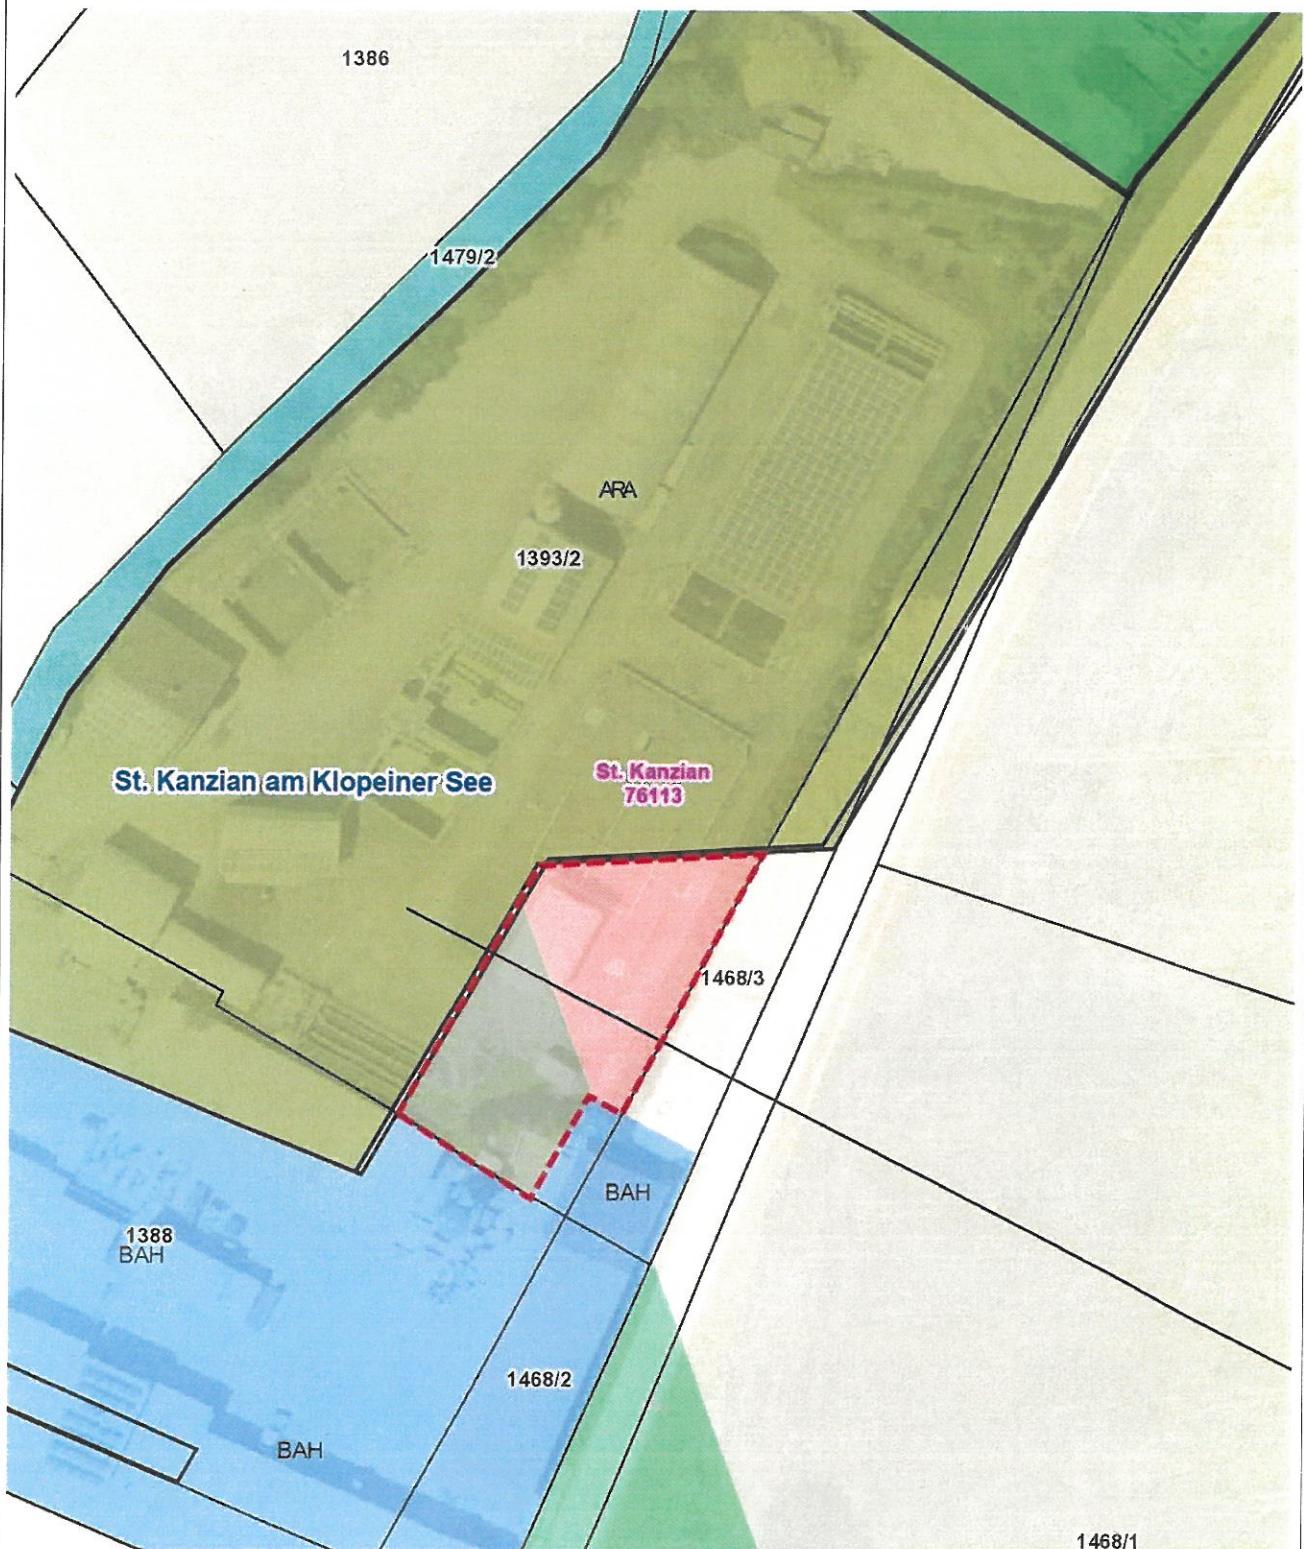 1386
1479/2
ARA
1393/2
St. Kanzian am Klopeiner See
St. Kanzian
76113
1468/3
BAH
1388
BAH
1468/2
BAH
1468/1